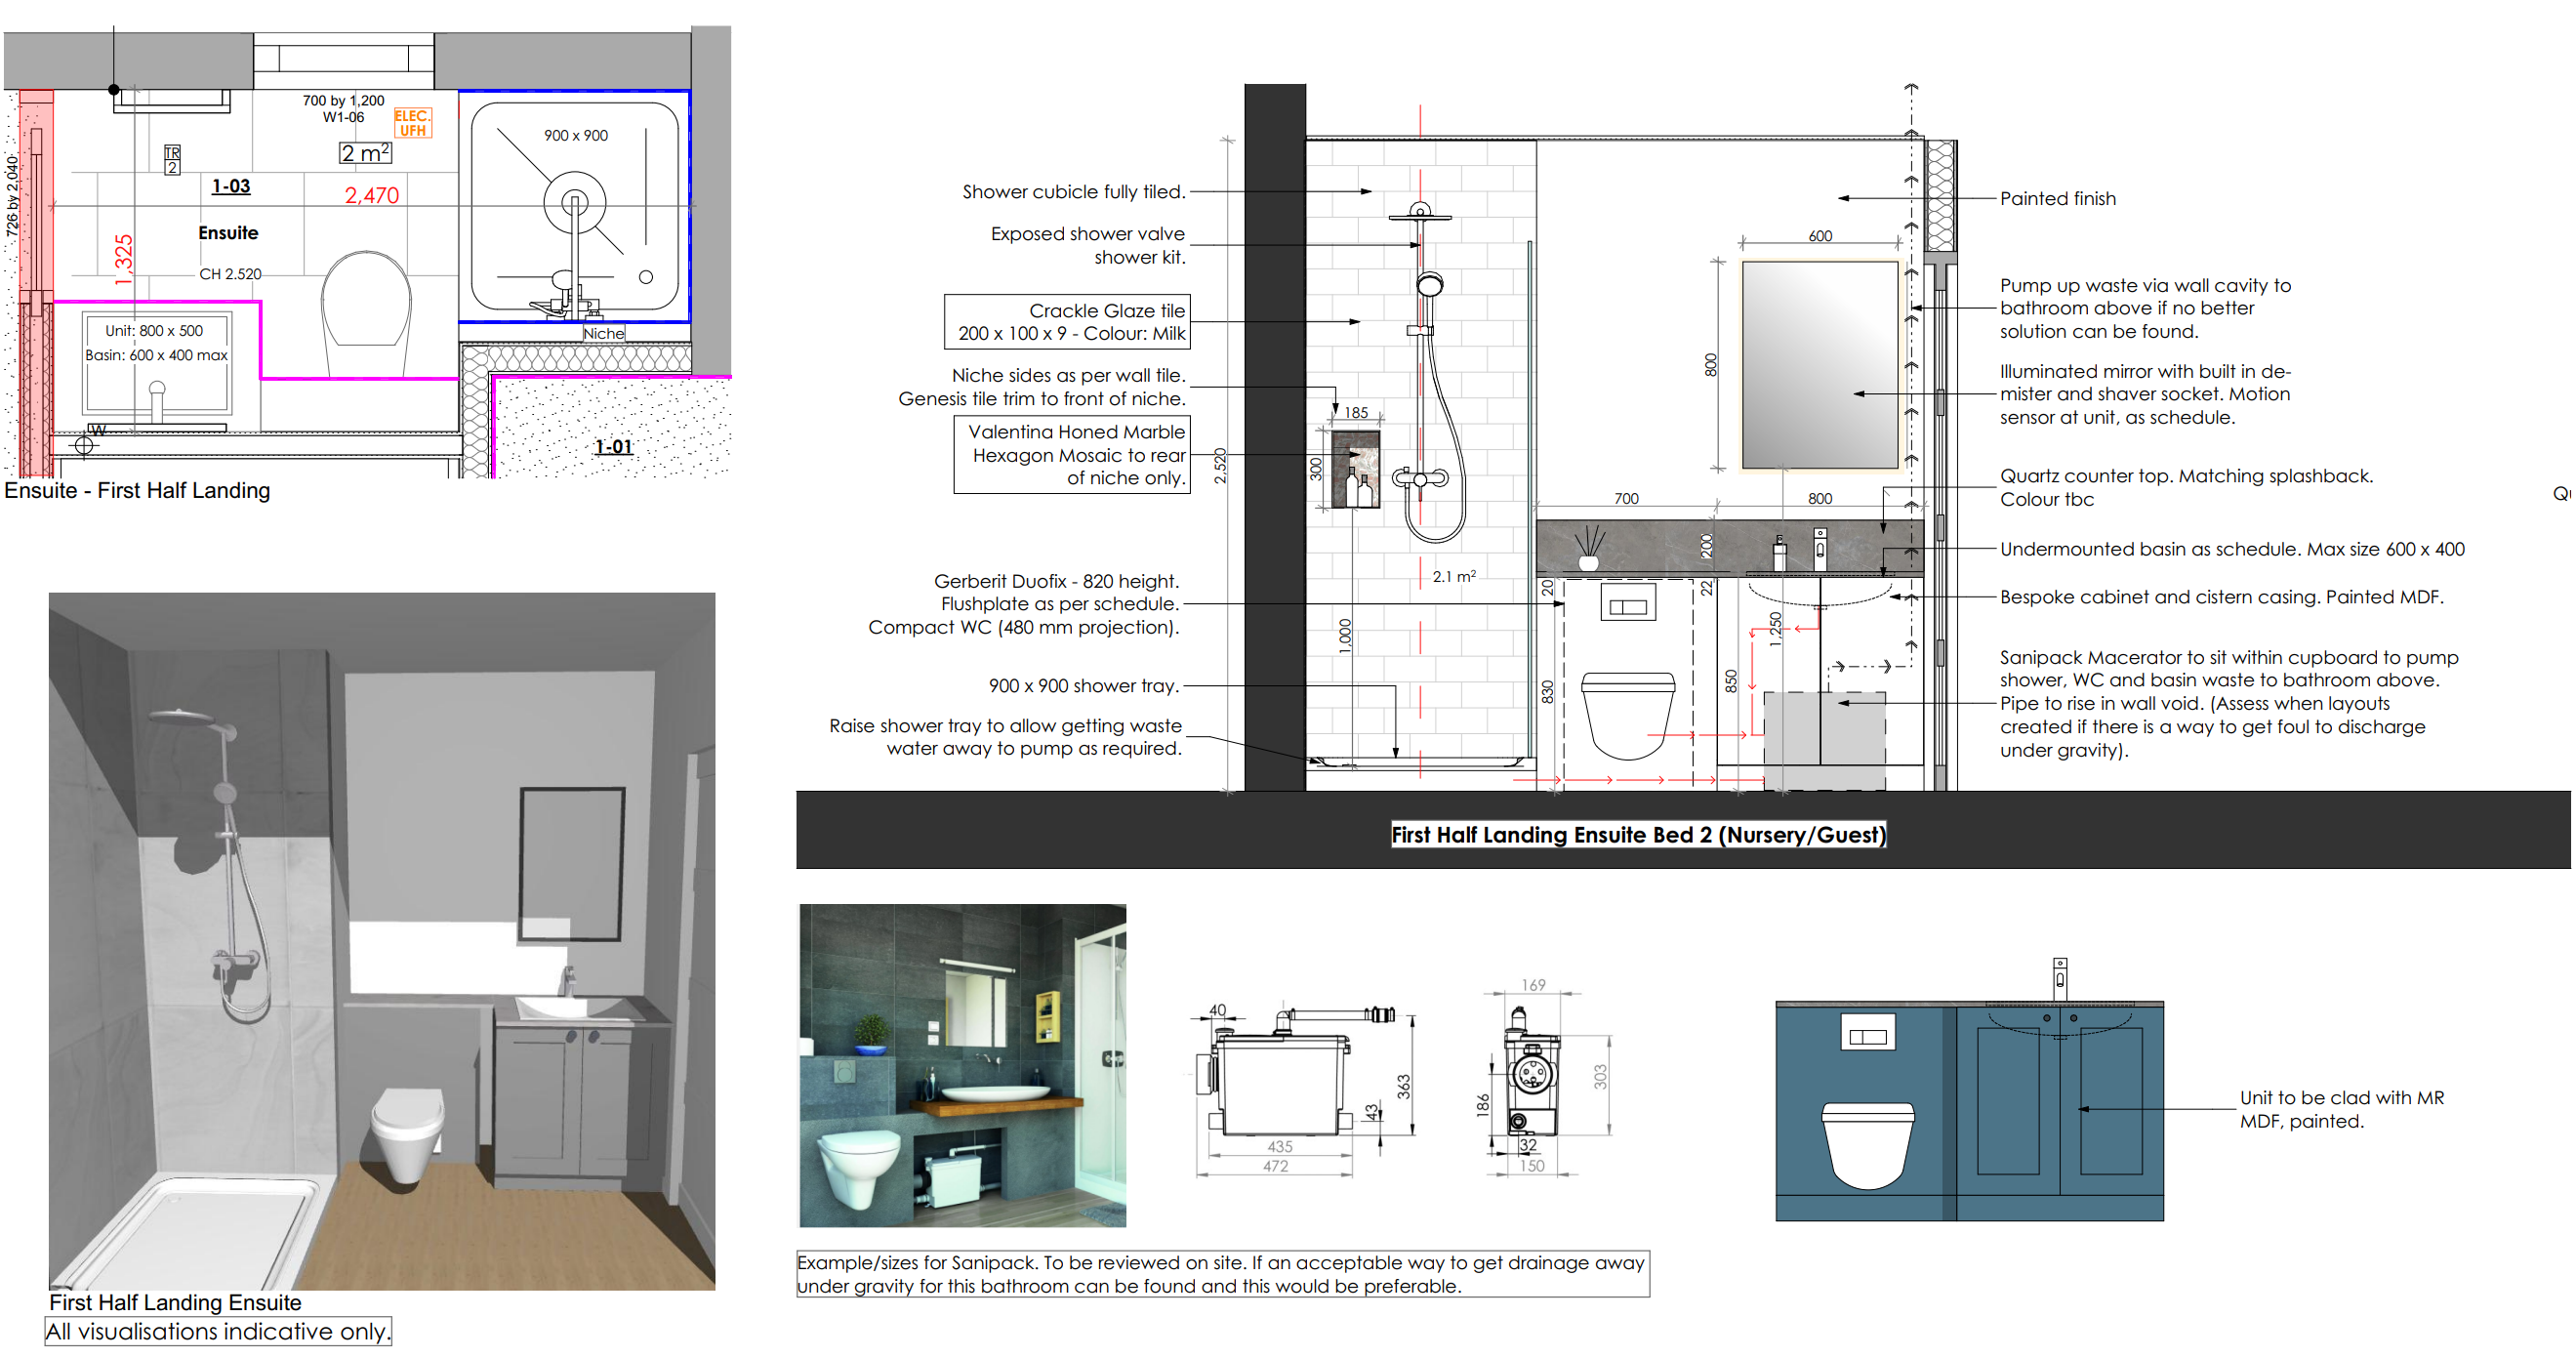 700 by 1,200
W1-06
ELEC.
UFH
2 m²
900 x 900
TR
2
1-03
2,470
726 by 2,040
Ensuite
1,325
CH 2.520
Unit: 800 x 500
Basin: 600 x 400 max
Niche
W
1-01
Ensuite - First Half Landing
Shower cubicle fully tiled.
Exposed shower valve
shower kit.
Crackle Glaze tile
200 x 100 x 9 - Colour: Milk
Niche sides as per wall tile.
Genesis tile trim to front of niche.
Valentina Honed Marble
Hexagon Mosaic to rear
of niche only.
Gerberit Duofix - 820 height.
Flushplate as per schedule.
Compact WC (480 mm projection).
900 x 900 shower tray.
Raise shower tray to allow getting waste
water away to pump as required.
2,520
185
300
1,000
2.1 m²
600
800
700
800
200
20
22
1,250
830
850
Painted finish
Pump up waste via wall cavity to
bathroom above if no better
solution can be found.
Illuminated mirror with built in de-
mister and shaver socket. Motion
sensor at unit, as schedule.
Quartz counter top. Matching splashback.
Colour tbc
Undermounted basin as schedule. Max size 600 x 400
Bespoke cabinet and cistern casing. Painted MDF.
Sanipack Macerator to sit within cupboard to pump
shower, WC and basin waste to bathroom above.
Pipe to rise in wall void. (Assess when layouts
created if there is a way to get foul to discharge
under gravity).
First Half Landing Ensuite Bed 2 (Nursery/Guest)
40
363
43
435
472
169
303
186
32
150
Unit to be clad with MR
MDF, painted.
Example/sizes for Sanipack. To be reviewed on site. If an acceptable way to get drainage away
under gravity for this bathroom can be found and this would be preferable.
First Half Landing Ensuite
All visualisations indicative only.